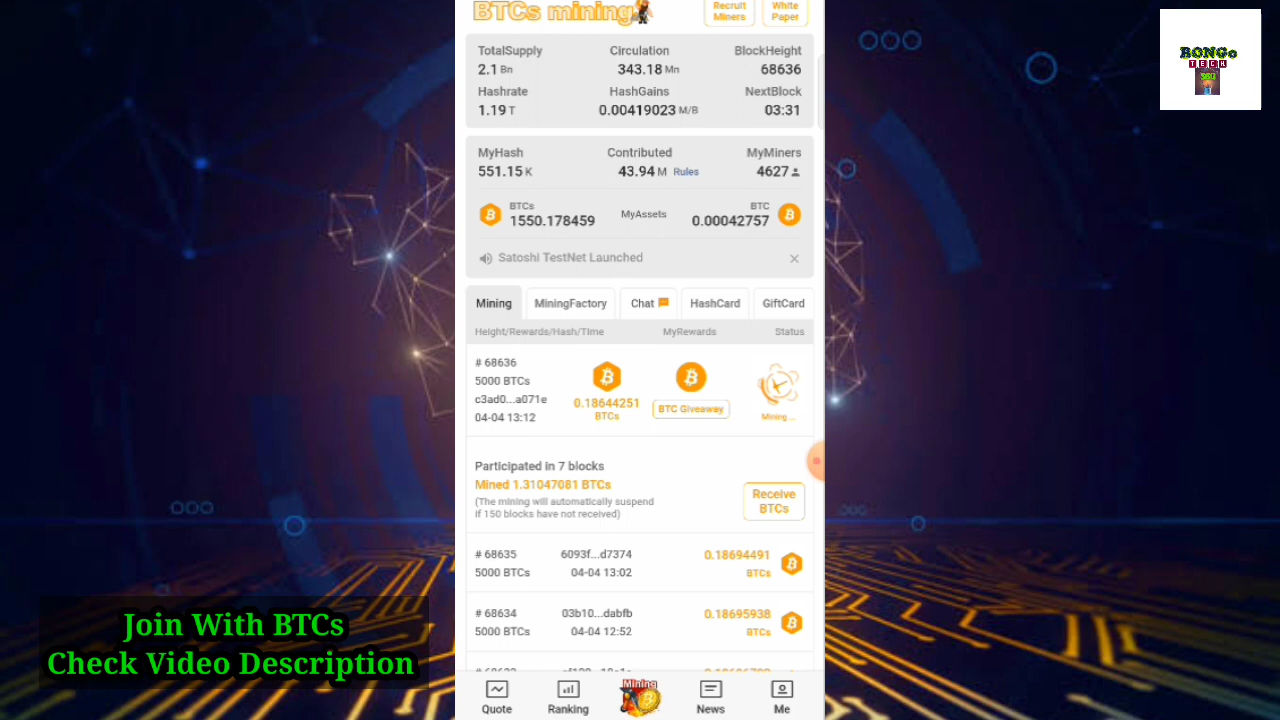 BTCs mining
Recruit
Miners
White
Paper
TotalSupply
Circulation
BlockHeight
2.1 Bn
343.18 Mn
68636
Hashrate
HashGains
NextBlock
1.19 T
0.00419023 M/B
03:31
MyHash
Contributed
MyMiners
551.15 K
43.94 M Rules
4627
BTCs
1550.178459
MyAssets
BTC
0.00042757
Satoshi TestNet Launched
Mining
MiningFactory
Chat
HashCard
GiftCard
Height/Rewards/Hash/Time
MyRewards
Status
# 68636
5000 BTCs
c3ad0...a071e
04-04 13:12
0.18644251
BTCs
BTC Giveaway
Mining ...
Participated in 7 blocks
Mined 1.31047081 BTCs
(The mining will automatically suspend
if 150 blocks have not received)
Receive
BTCs
# 68635
6093f...d7374
0.18694491
5000 BTCs
04-04 13:02
BTCs
# 68634
03b10...dabfb
0.18695938
5000 BTCs
04-04 12:52
BTCs
Quote
Ranking
Mining
News
Me
Join With BTCs
Check Video Description
BONGO
TECH
360